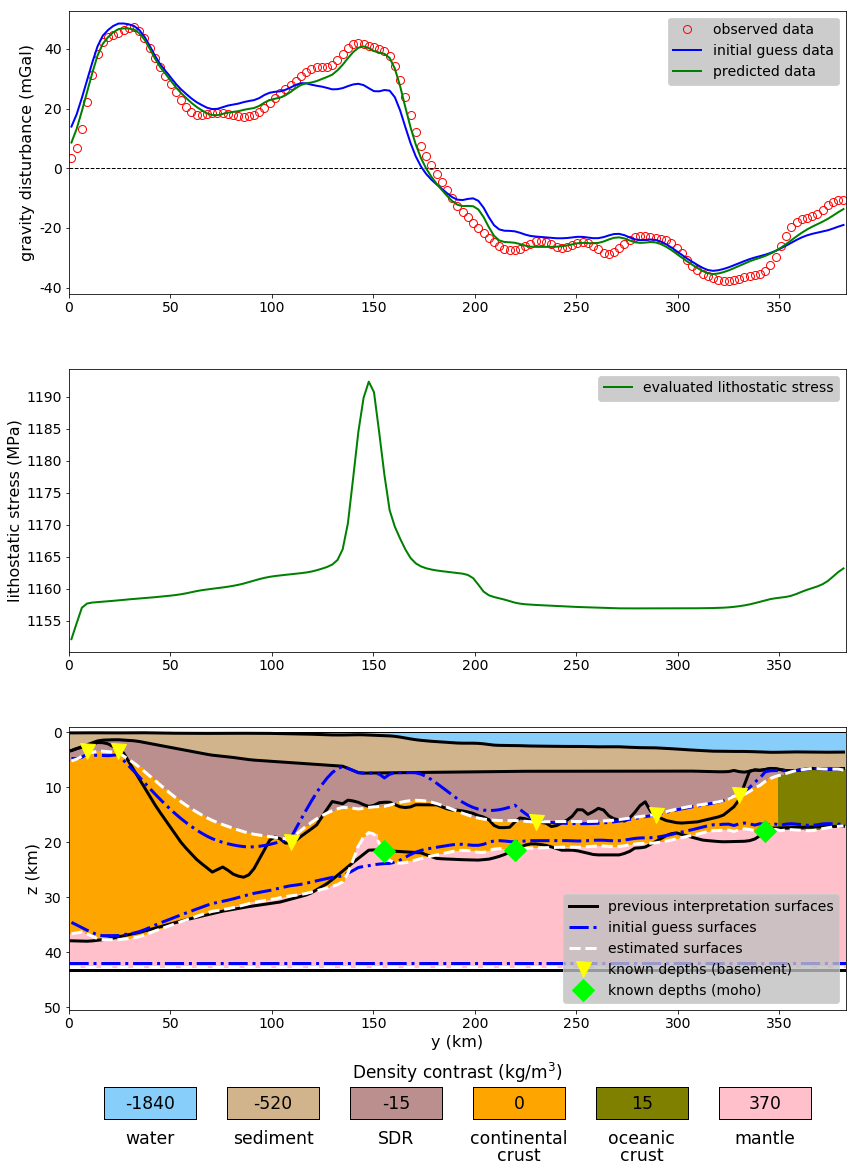 gravity disturbance (mGal)
40
20
0
-20
-40
observed data
initial guess data
predicted data
0 50 100 150 200 250 300 350
lithostatic stress (MPa)
1190
1185
1180
1175
1170
1165
1160
1155
evaluated lithostatic stress
0 50 100 150 200 250 300 350
z (km)
0
10
20
30
40
50
previous interpretation surfaces
initial guess surfaces
estimated surfaces
known depths (basement)
known depths (moho)
0 50 100 150 200 250 300 350
y (km)
Density contrast (kg/m³)
-1840 -520 -15 0 15 370
water sediment SDR continental oceanic mantle
crust crust